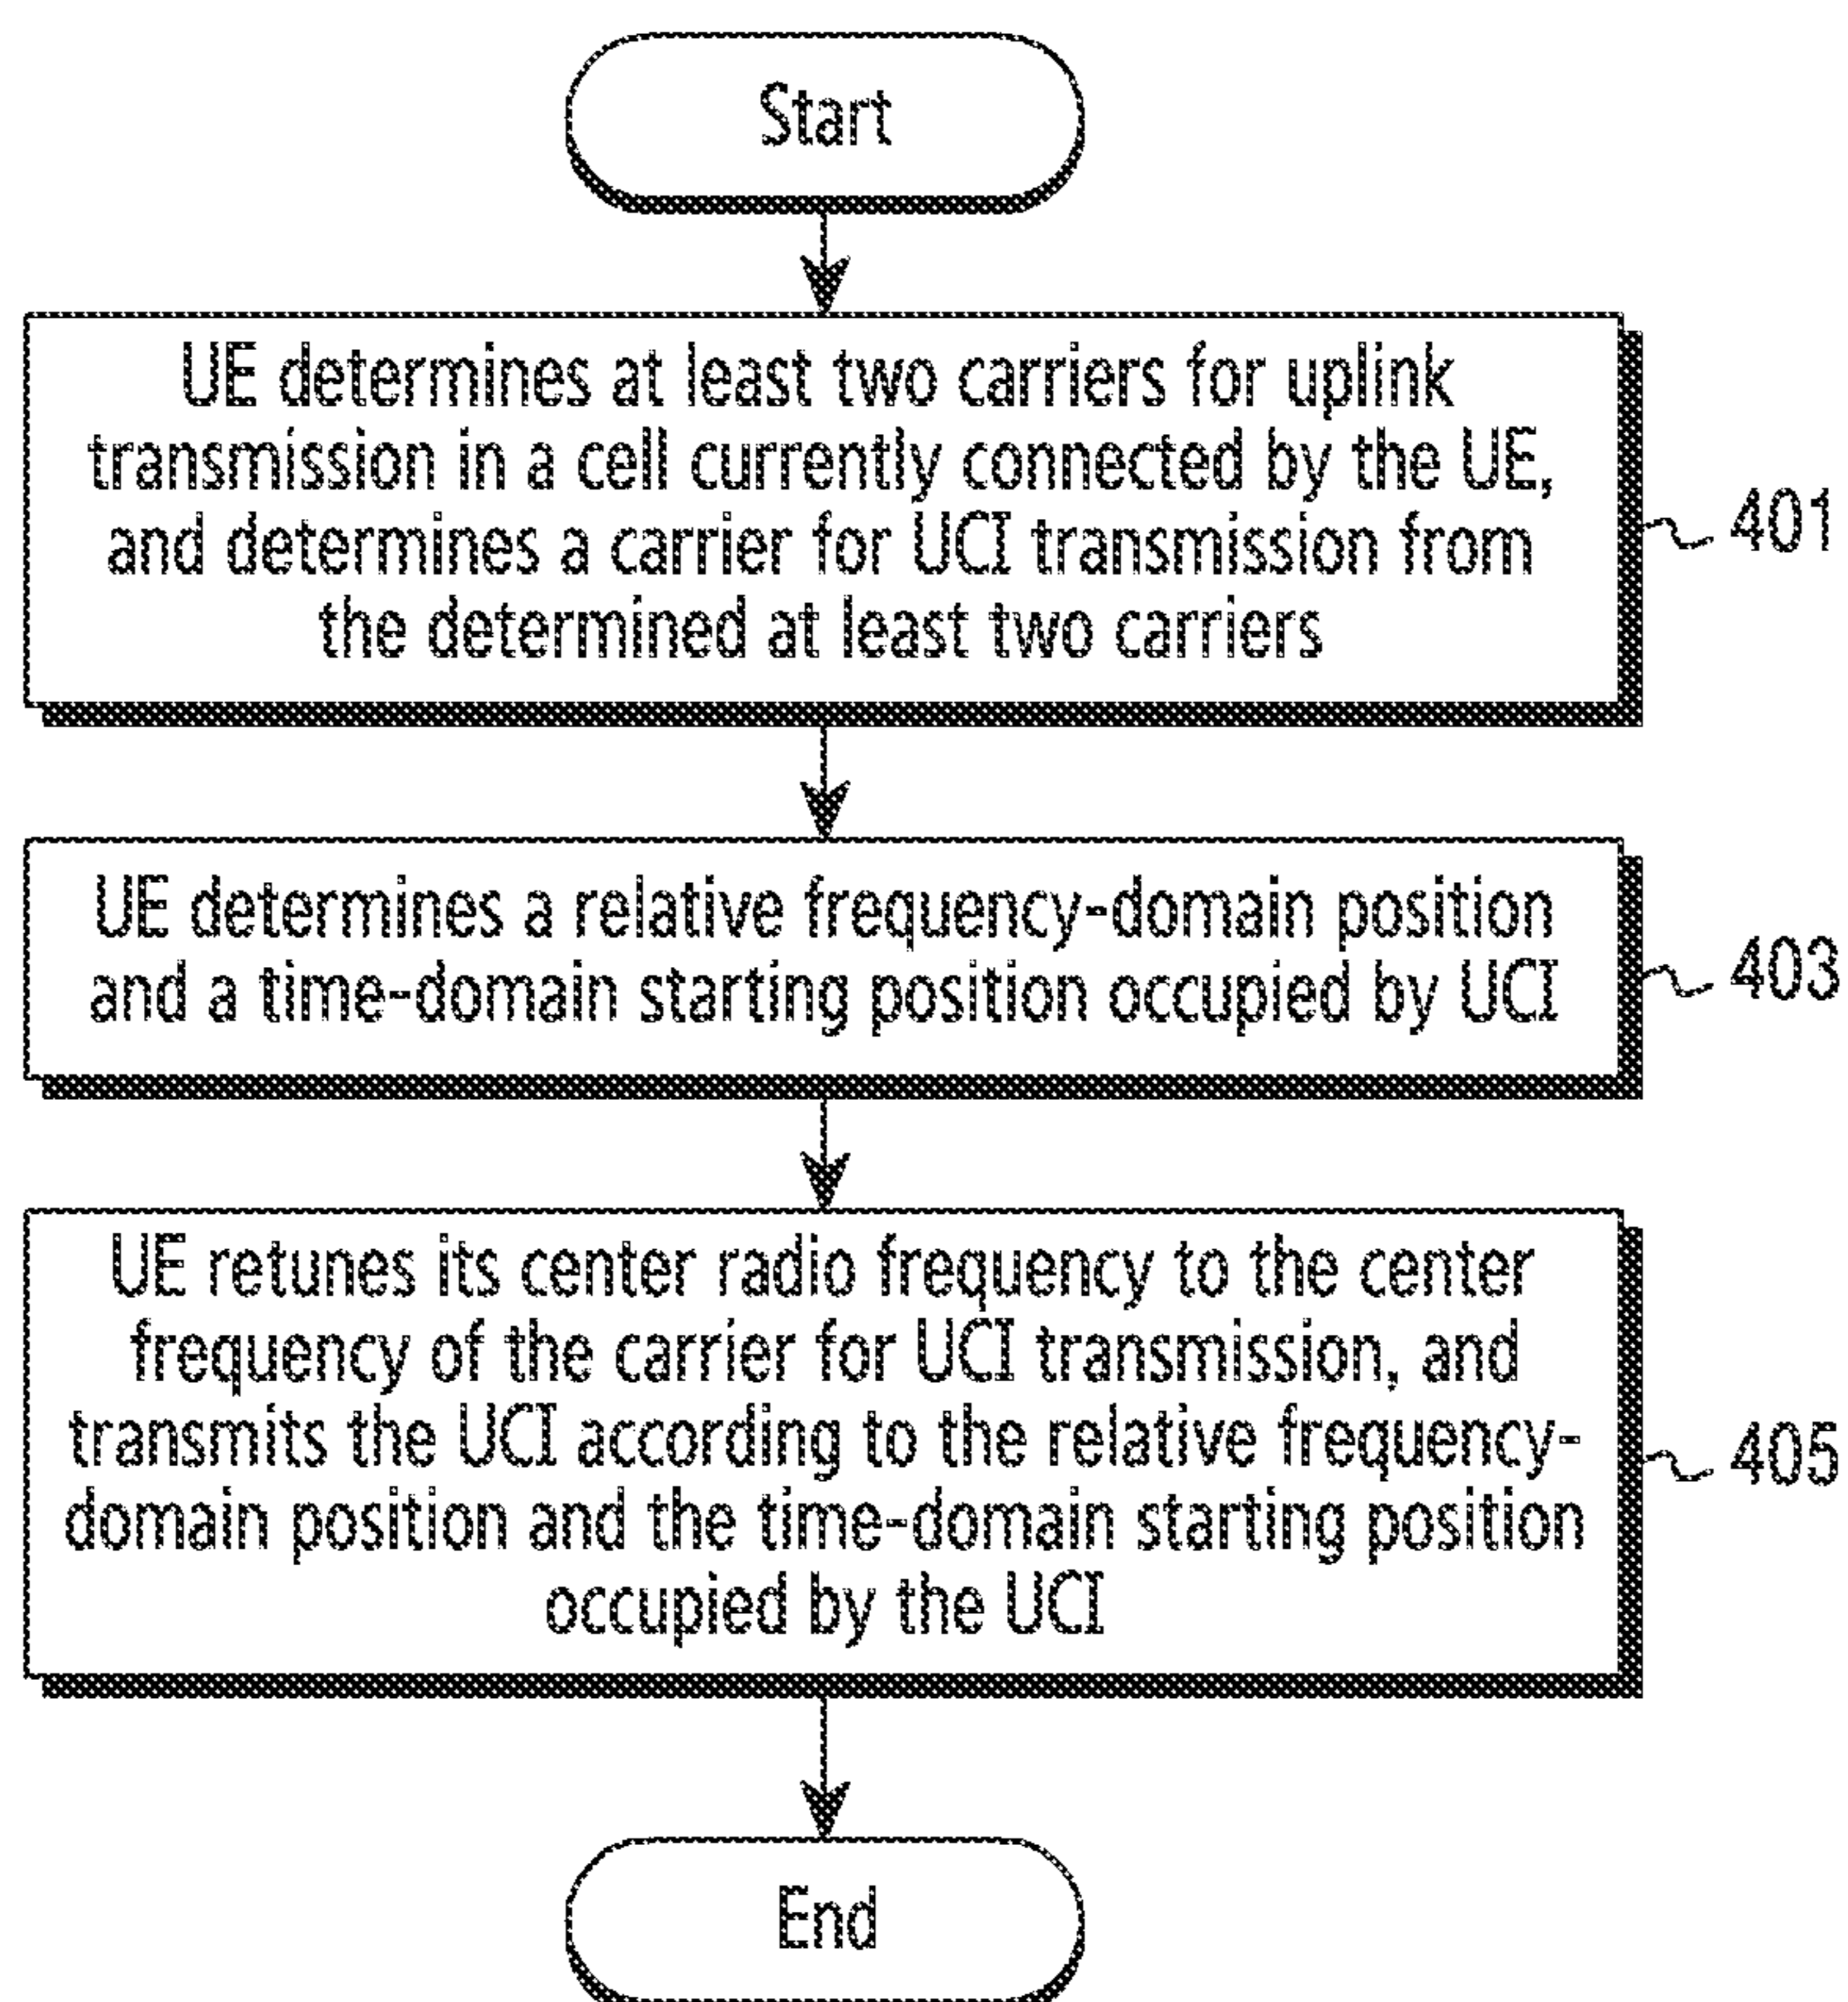 Start
UE determines at least two carriers for uplink
transmission in a cell currently connected by the UE,
and determines a carrier for UCI transmission from
the determined at least two carriers
401
UE determines a relative frequency-domain position
and a time-domain starting position occupied by UCI
403
UE retunes its center radio frequency to the center
frequency of the carrier for UCI transmission, and
transmits the UCI according to the relative frequency-
domain position and the time-domain starting position
occupied by the UCI
405
End